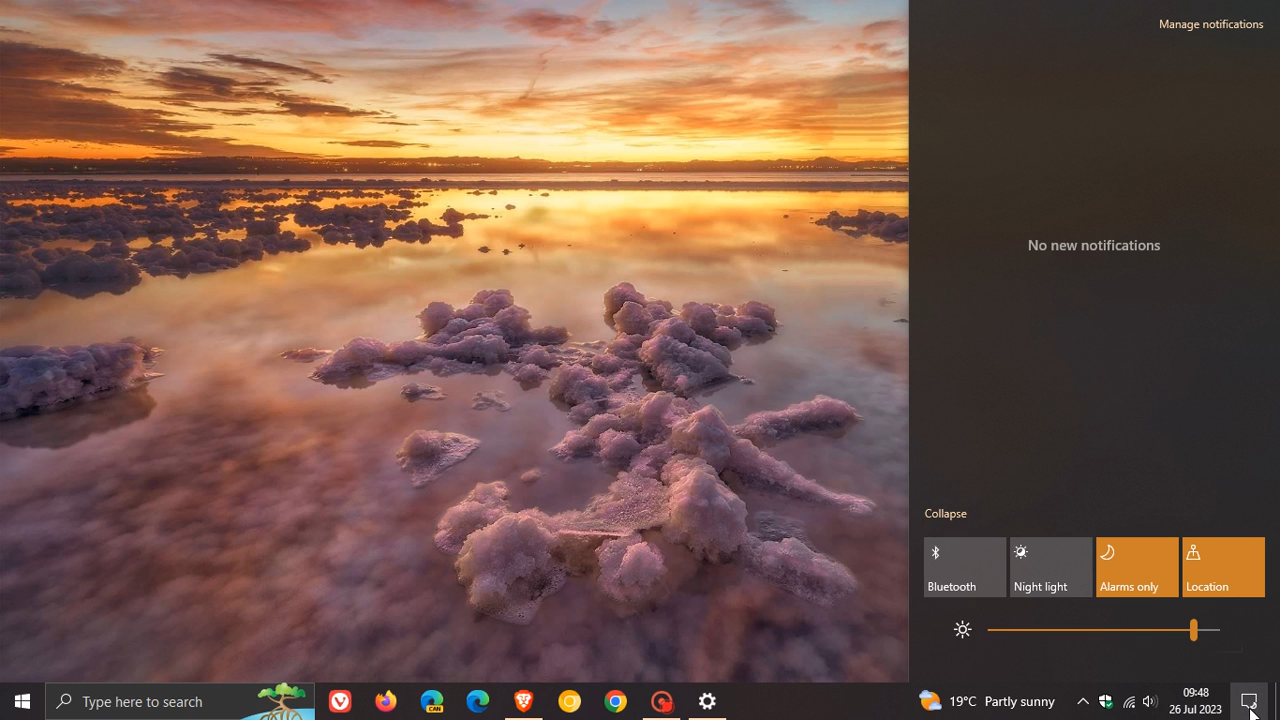 Manage notifications
No new notifications
Collapse
Bluetooth
Night light
Alarms only
Location
Type here to search
CAN
19°C Partly sunny
09:48
26 Jul 2023